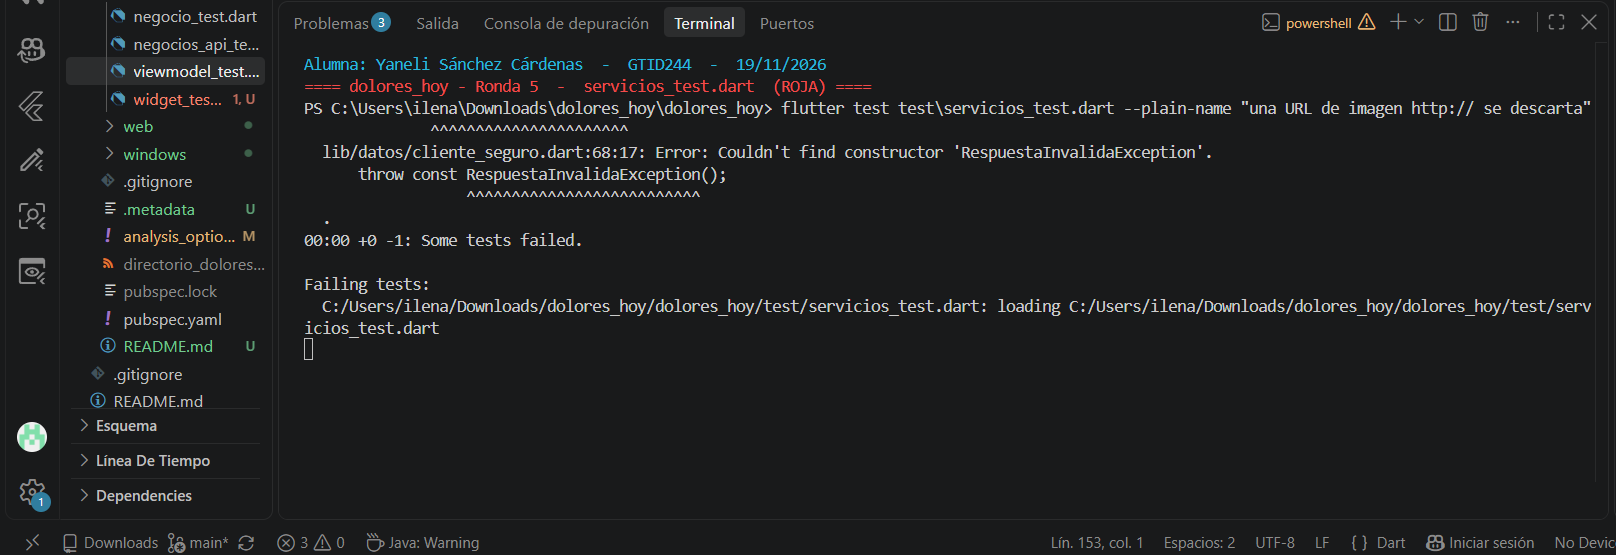 negocio_test.dart
negocios_api_te...
viewmodel_test....
widget_tes... 1, U
web
windows
.gitignore
.metadata U
analysis_optio... M
directorio_dolores...
pubspec.lock
pubspec.yaml
README.md U
.gitignore
README.md
Esquema
Línea De Tiempo
Dependencies
1
Problemas 3 Salida Consola de depuración Terminal Puertos powershell
Alumna: Yaneli Sánchez Cárdenas - GTID244 - 19/11/2026
==== dolores_hoy - Ronda 5 - servicios_test.dart (ROJA) ====
PS C:\Users\ilena\Downloads\dolores_hoy\dolores_hoy> flutter test test\servicios_test.dart --plain-name "una URL de imagen http:// se descarta"
^^^^^^^^^^^^^^^^^^^^^^
lib/datos/cliente_seguro.dart:68:17: Error: Couldn't find constructor 'RespuestaInvalidaException'.
throw const RespuestaInvalidaException();
^^^^^^^^^^^^^^^^^^^^^^^^^^
.
00:00 +0 -1: Some tests failed.
Failing tests:
C:/Users/ilena/Downloads/dolores_hoy/dolores_hoy/test/servicios_test.dart: loading C:/Users/ilena/Downloads/dolores_hoy/dolores_hoy/test/serv
icios_test.dart
Downloads main* 3 0 Java: Warning Lín. 153, col. 1 Espacios: 2 UTF-8 LF { } Dart Iniciar sesión No Devic